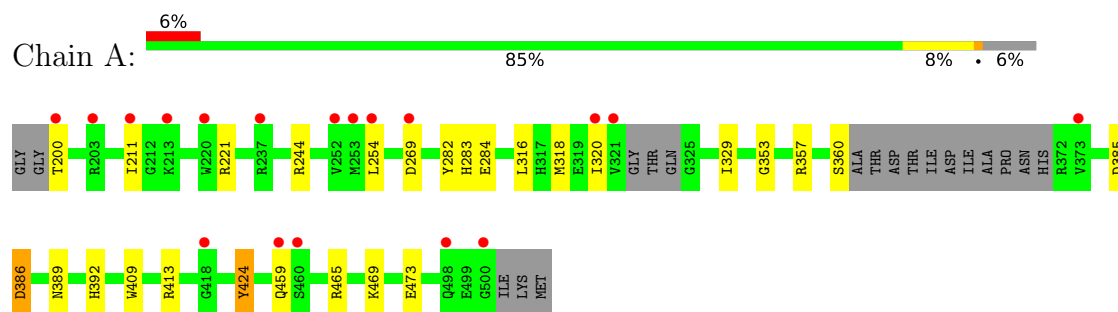 6%
Chain A:
85% 8% • 6%
GLY GLY T200 R203 I211 G212 K213 W220 R221 R237 R244 V252 M253 L254 D269 Y282 H283 E284 L316 H317 M318 E319 I320 V321 GLY THR GLN G325 I329 G353 R357 S360 ALA THR ASP THR ILE ASP ILE ALA PRO ASN HIS R372 V373 D385
D386 N389 H392 W409 R413 G418 Y424 Q459 S460 R465 K469 E473 Q498 E499 G500 ILE LYS MET